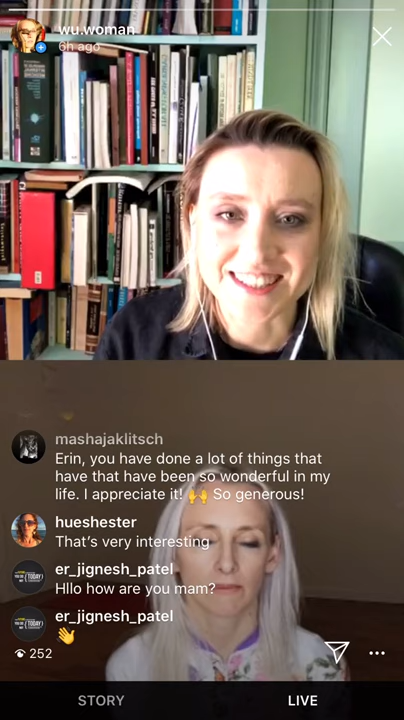 wu.woman
6h ago
mashajaklitsch
Erin, you have done a lot of things that
have that have been so wonderful in my
life. I appreciate it! 🙌 So generous!
hueshester
That’s very interesting
er_jignesh_patel
Hllo how are you mam?
er_jignesh_patel
👋
252
STORY
LIVE